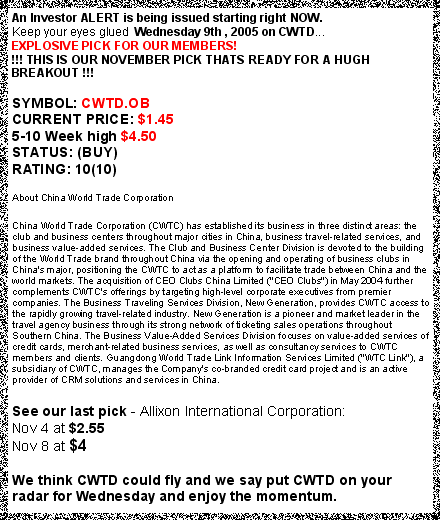 An Investor ALERT is being issued starting right NOW.
Keep your eyes glued Wednesday 9th, 2005 on CWTD...
EXPLOSIVE PICK FOR OUR MEMBERS!
!!! THIS IS OUR NOVEMBER PICK THATS READY FOR A HUGH
BREAKOUT !!!
SYMBOL: CWTD.OB
CURRENT PRICE: $1.45
5-10 Week high $4.50
STATUS: (BUY)
RATING: 10(10)
About China World Trade Corporation
China World Trade Corporation (CWTC) has established its business in three distinct areas: the
club and business centers throughout major cities in China, business travel-related services, and
business value-added services. The Club and Business Center Division is devoted to the building
of the World Trade brand throughout China via the opening and operating of business clubs in
China's major, positioning the CWTC to act as a platform to facilitate trade between China and the
world markets. The acquisition of CEO Clubs China Limited ("CEO Clubs") in May 2004 further
complements CWTC's offerings by targeting high-level corporate executives from premier
companies. The Business Traveling Services Division, New Generation, provides CWTC access to
the rapidly growing travel-related industry. New Generation is a pioneer and market leader in the
travel agency business through its strong network of ticketing sales operations throughout
Southern China. The Business Value-Added Services Division focuses on value-added services of
credit cards, merchant-related business services, as well as consultancy services to CWTC
members and clients. Guangdong World Trade Link Information Services Limited ("WTC Link"), a
subsidiary of CWTC, manages the Company's co-branded credit card project and is an active
provider of CRM solutions and services in China.
See our last pick - Allixon International Corporation:
Nov 4 at $2.55
Nov 8 at $4
We think CWTD could fly and we say put CWTD on your
radar for Wednesday and enjoy the momentum.